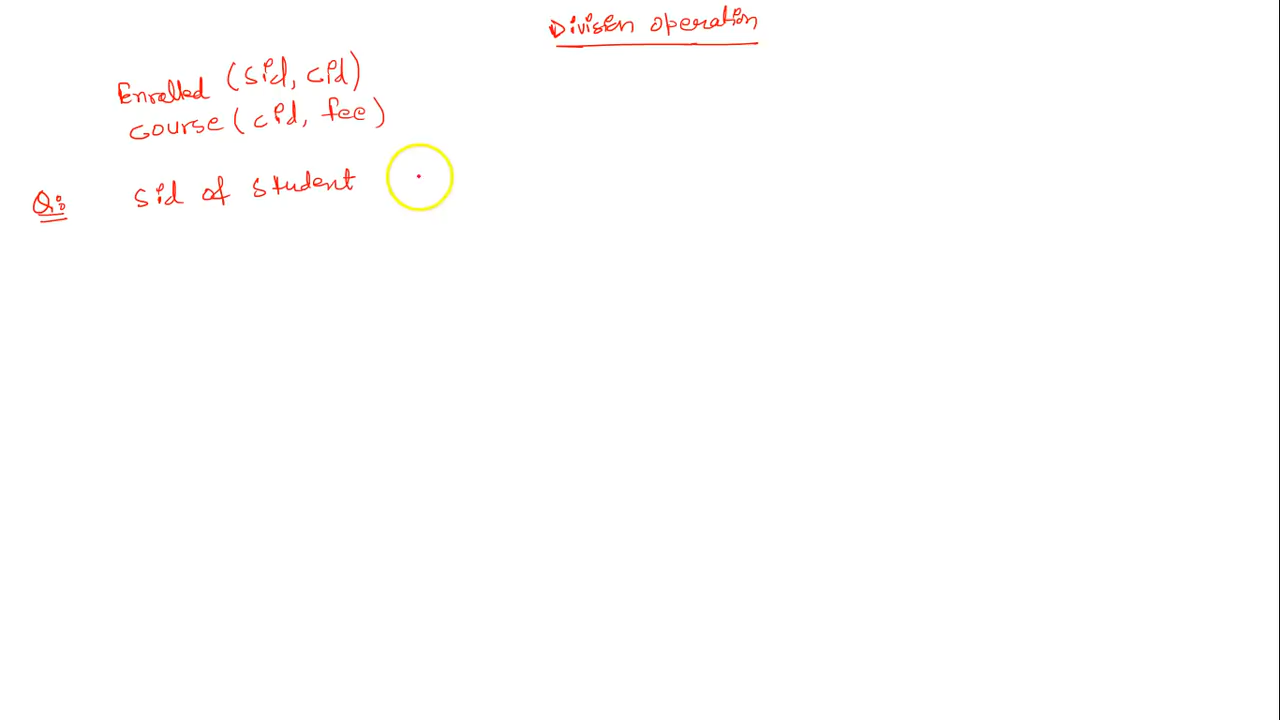 Division operation
Enrolled (Sid, cid)
course (cid, fee)
Q: Sid of student